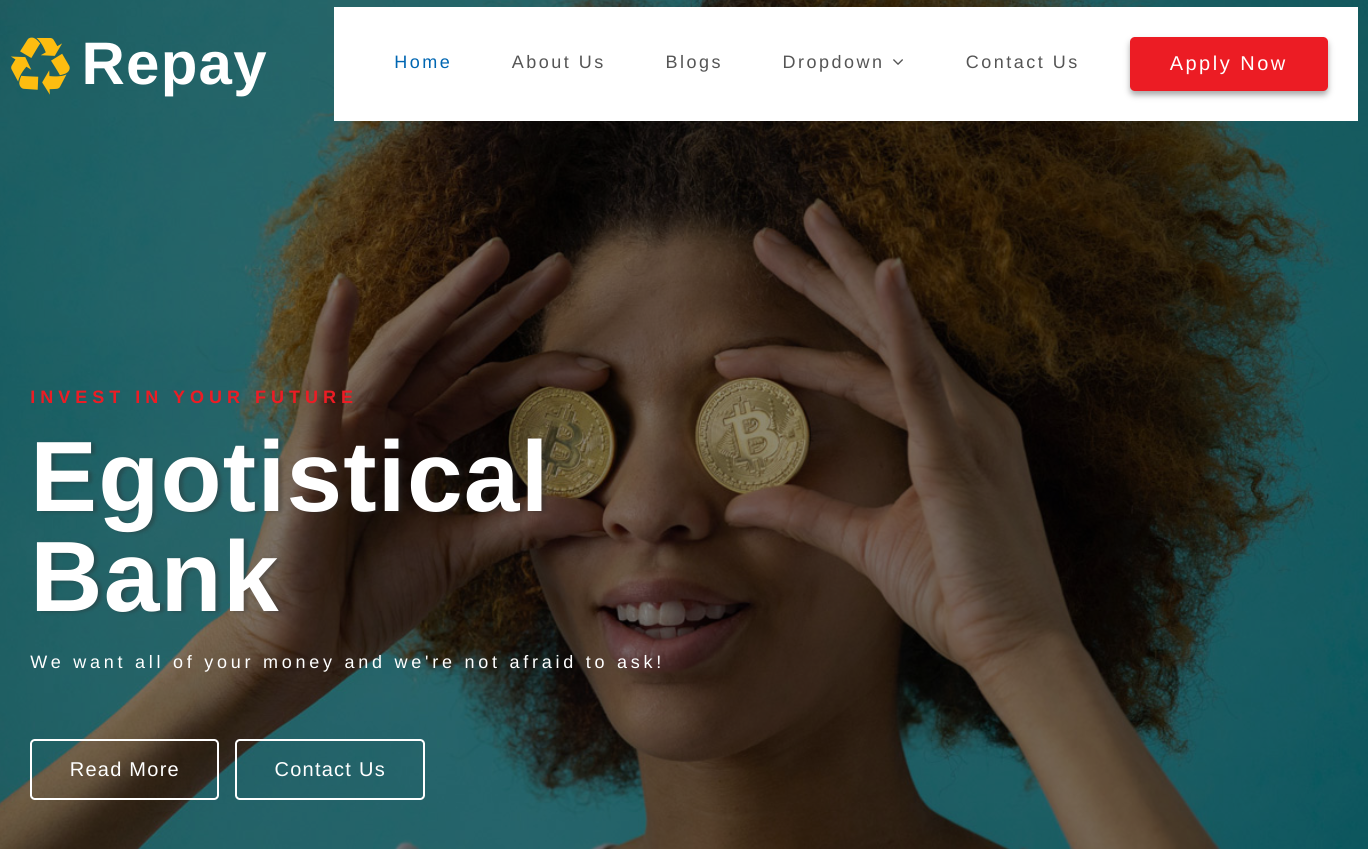 Repay
Home
About Us
Blogs
Dropdown
Contact Us
Apply Now
INVEST IN YOUR FUTURE
Egotistical
Bank
We want all of your money and we're not afraid to ask!
Read More
Contact Us